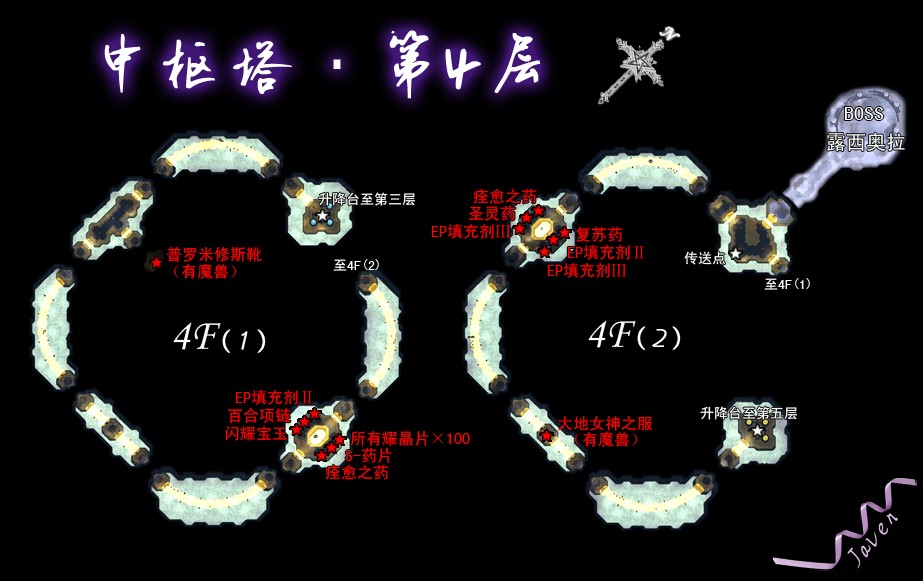 中枢塔·第4层
BOSS
露西奥拉
升降台至第三层
普罗米修斯靴
（有魔兽）
至4F(2)
4F(1)
EP填充剂Ⅱ
百合项链
闪耀宝玉
所有耀晶片×100
S-药片
痊愈之药
痊愈之药
圣灵药
EP填充剂III
复苏药
EP填充剂Ⅱ
EP填充剂III
传送点
至4F(1)
4F(2)
大地女神之服
（有魔兽）
升降台至第五层
Javen